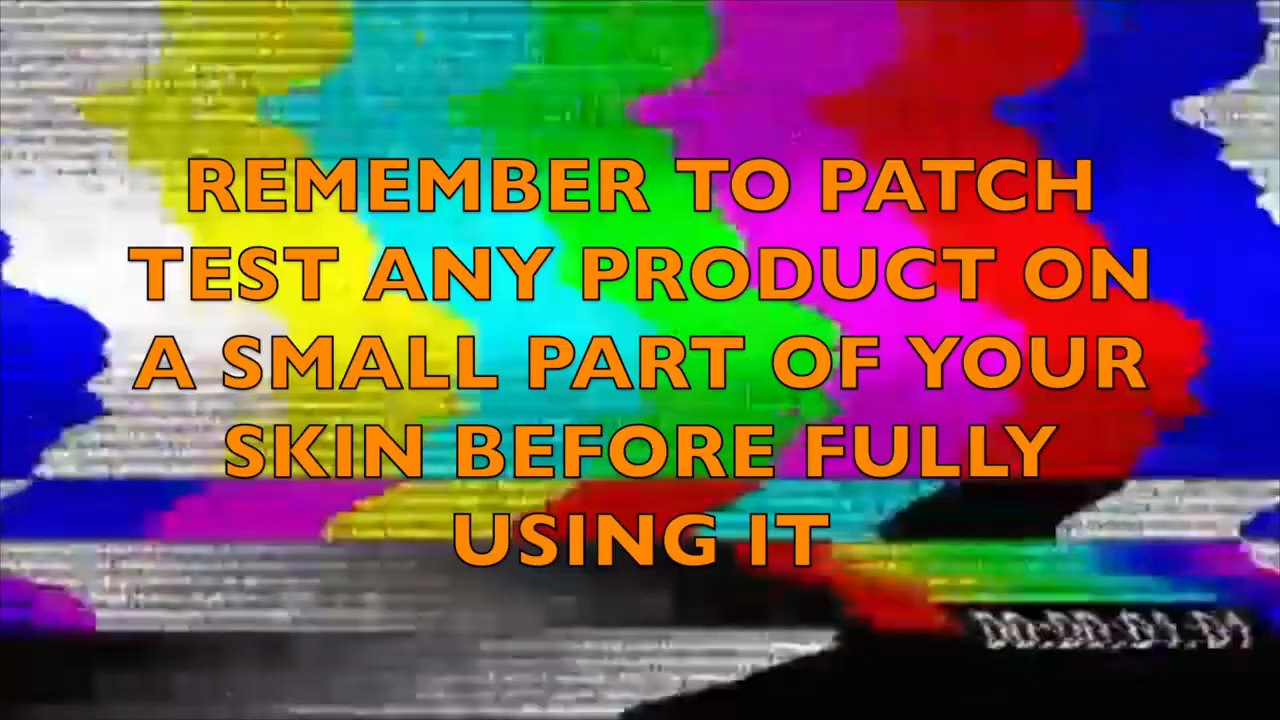 REMEMBER TO PATCH
TEST ANY PRODUCT ON
A SMALL PART OF YOUR
SKIN BEFORE FULLY
USING IT